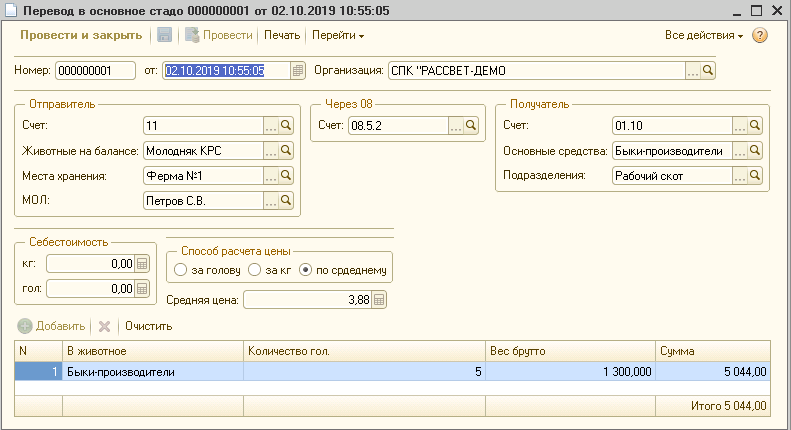 Перевод в основное стадо 000000001 от 02.10.2019 10:55:05
Провести и закрыть Провести Печать Перейти Все действия ?
Номер: 000000001 от: 02.10.2019 10:55:05 Организация: СПК "РАССВЕТ-ДЕМО ...
Отправитель Через 08 Получатель
Счет: 11 ... Счет: 08.5.2 ... Счет: 01.10 ...
Животные на балансе: Молодняк КРС ... Основные средства: Быки-производители ...
Места хранения: Ферма №1 ... Подразделения: Рабочий скот ...
МОЛ: Петров С.В. ...
Себестоимость Способ расчета цены
кг: 0,00 за голову за кг по срдеднему
гол: 0,00 Средняя цена: 3,88
Добавить Очистить
N В животное Количество гол. Вес брутто Сумма
1 Быки-производители 5 1 300,000 5 044,00
Итого 5 044,00